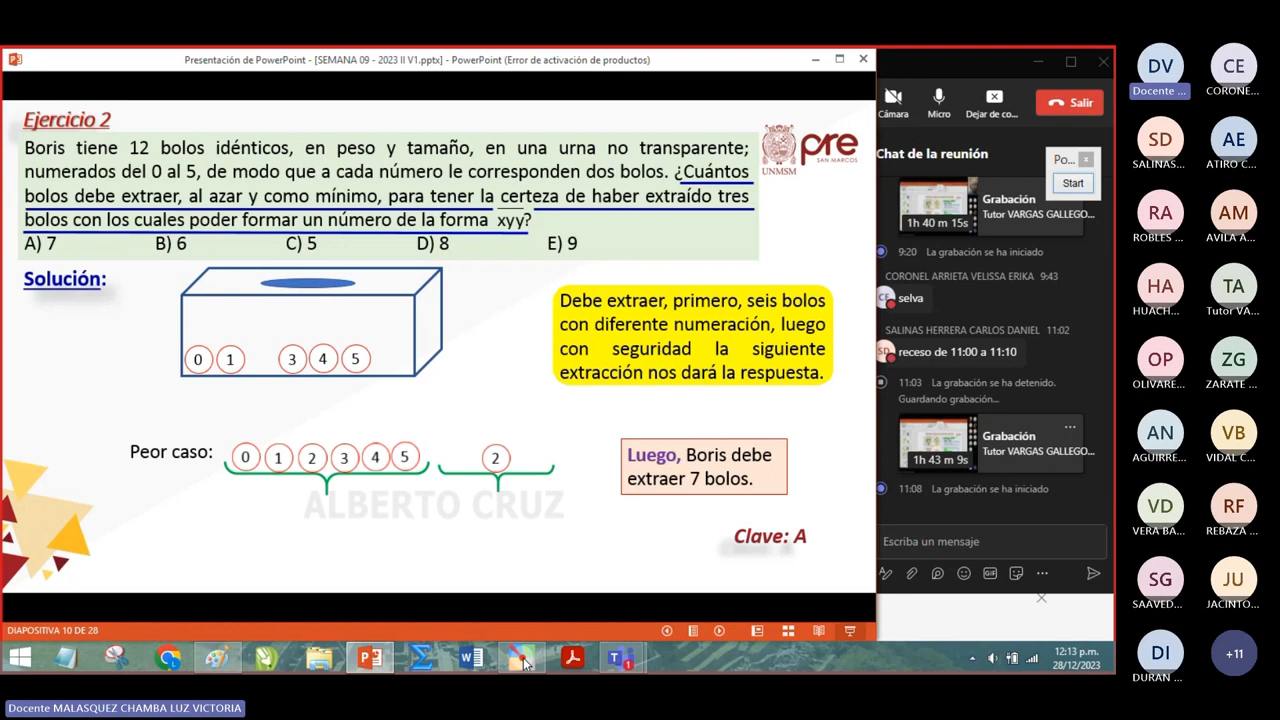 Presentación de PowerPoint - [SEMANA 09 - 2023 II V1.pptx] - PowerPoint (Error de activación de productos)
Ejercicio 2
Boris tiene 12 bolos idénticos, en peso y tamaño, en una urna no transparente;
numerados del 0 al 5, de modo que a cada número le corresponden dos bolos. ¿Cuántos
bolos debe extraer, al azar y como mínimo, para tener la certeza de haber extraído tres
bolos con los cuales poder formar un número de la forma xyy?
A) 7 B) 6 C) 5 D) 8 E) 9
UNMSM
pre
SAN MARCOS
Solución:
0 1 3 4 5
Debe extraer, primero, seis bolos
con diferente numeración, luego
con seguridad la siguiente
extracción nos dará la respuesta.
Peor caso: 0 1 2 3 4 5 2
Luego, Boris debe
extraer 7 bolos.
ALBERTO CRUZ
Clave: A
DIAPOSITIVA 10 DE 28
Cámara Micro Dejar de co... Salir
Chat de la reunión
Po... x
Start
Grabación
Tutor VARGAS GALLEGO...
1h 40 m 15s
9:20 La grabación se ha iniciado
CORONEL ARRIETA VELISSA ERIKA 9:43
CE selva
SALINAS HERRERA CARLOS DANIEL 11:02
SD receso de 11:00 a 11:10
11:03 La grabación se ha detenido.
Guardando grabación...
Grabación
Tutor VARGAS GALLEGO...
1h 43 m 9s
11:08 La grabación se ha iniciado
Escriba un mensaje
GIF
12:13 p.m.
28/12/2023
DV CE
Docente ... CORONE...
SD AE
SALINAS... ATIRO C...
RA AM
ROBLES ... AVILA A...
HA TA
HUACH... Tutor VA...
OP ZG
OLIVARE... ZARATE ...
AN VB
AGUIRRE... VIDAL C...
VD RF
VERA BA... REBAZA ...
SG JU
SAAVED... JACINTO...
DI +11
DURAN ...
Docente MALASQUEZ CHAMBA LUZ VICTORIA